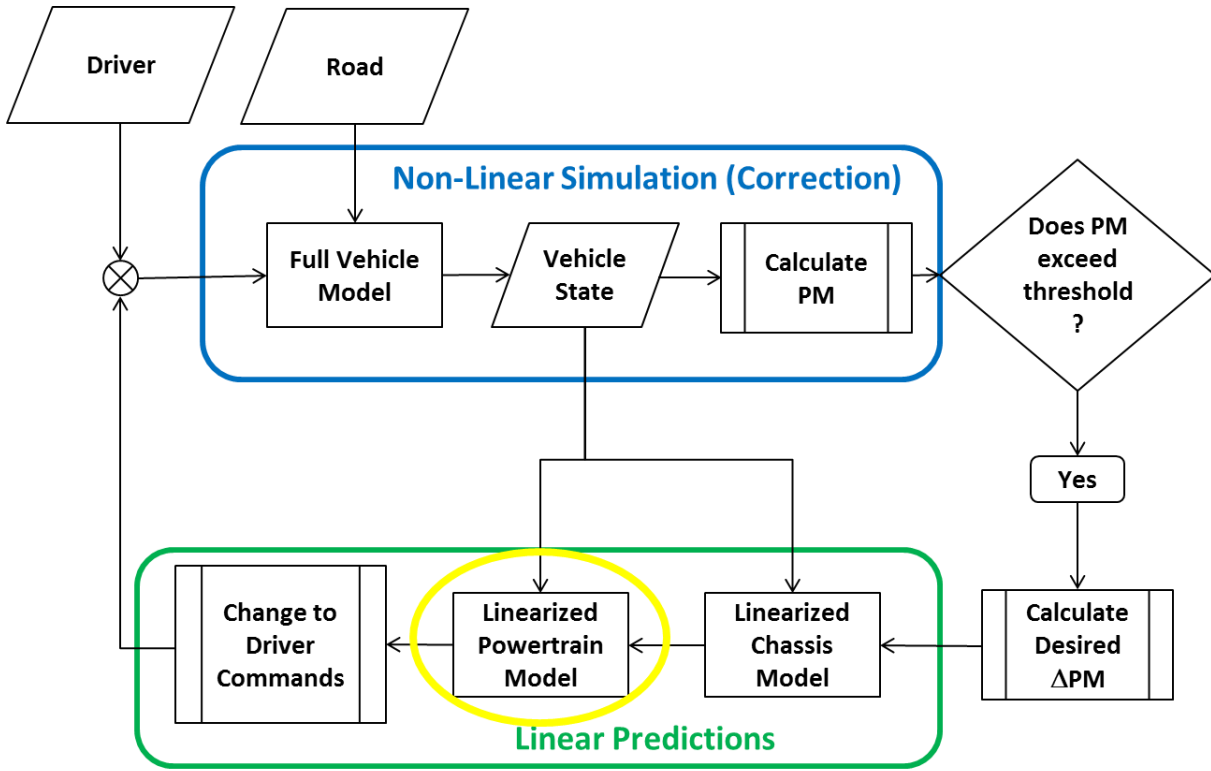 Driver
Road
Non-Linear Simulation (Correction)
Full Vehicle
Model
Vehicle
State
Calculate
PM
Does PM
exceed
threshold
?
Yes
Change to
Driver
Commands
Linearized
Powertrain
Model
Linearized
Chassis
Model
Calculate
Desired
ΔPM
Linear Predictions